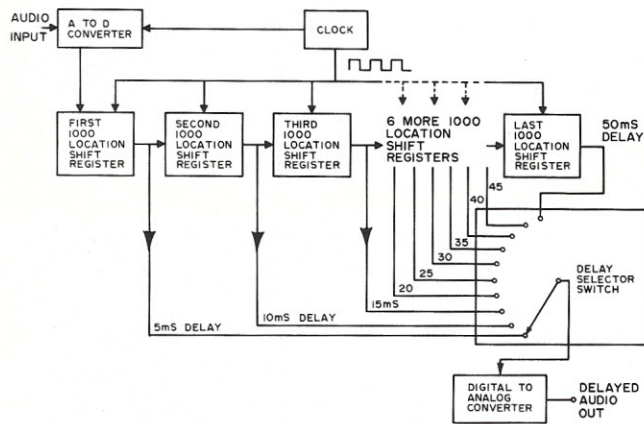 AUDIO
INPUT
A TO D
CONVERTER
CLOCK
FIRST
1000
LOCATION
SHIFT
REGISTER
SECOND
1000
LOCATION
SHIFT
REGISTER
THIRD
1000
LOCATION
SHIFT
REGISTER
6 MORE 1000
LOCATION
SHIFT
REGISTERS
LAST
1000
LOCATION
SHIFT
REGISTER
50mS
DELAY
45
40
35
30
25
20
15mS
10mS DELAY
5mS DELAY
DELAY
SELECTOR
SWITCH
DIGITAL TO
ANALOG
CONVERTER
DELAYED
AUDIO
OUT